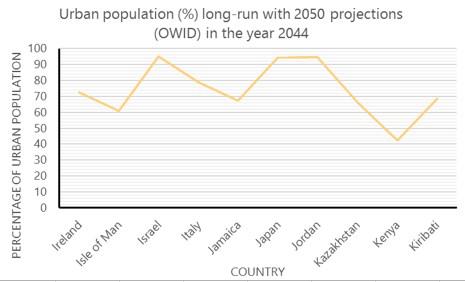 Urban population (%) long-run with 2050 projections
(OWID) in the year 2044
PERCENTAGE OF URBAN POPULATION
100
90
80
70
60
50
40
30
20
10
0
Ireland
Isle of Man
Israel
Italy
Jamaica
Japan
Jordan
Kazakhstan
Kenya
Kiribati
COUNTRY